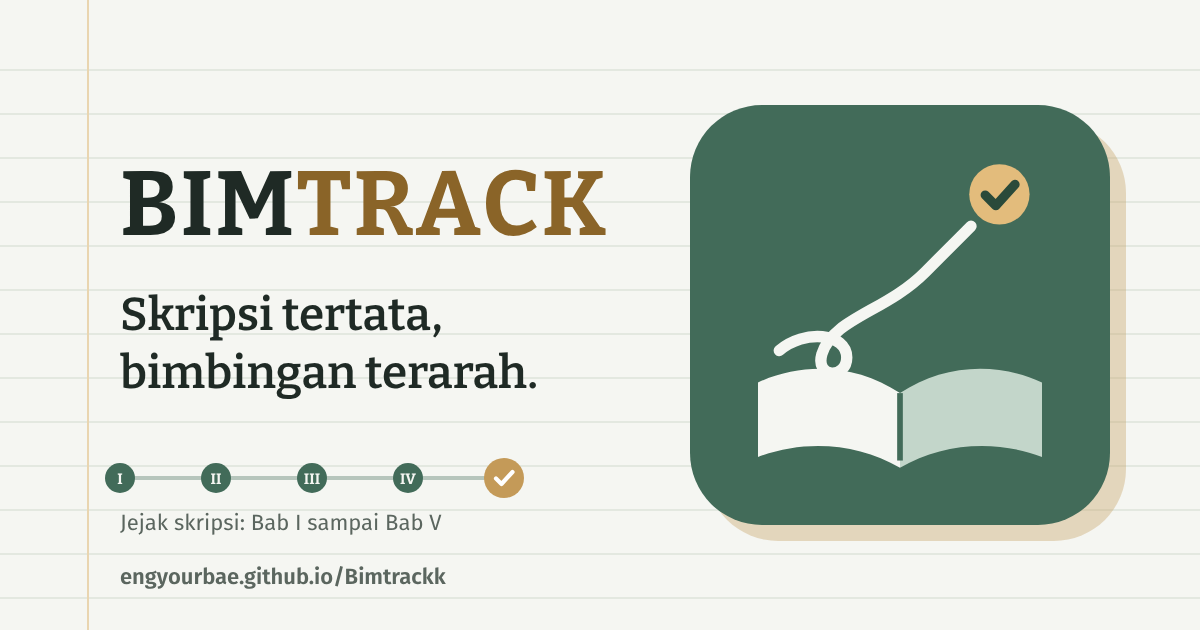 BIMTRACK
Skripsi tertata,
bimbingan terarah.
I II III IV
Jejak skripsi: Bab I sampai Bab V
engyourbae.github.io/Bimtrackk